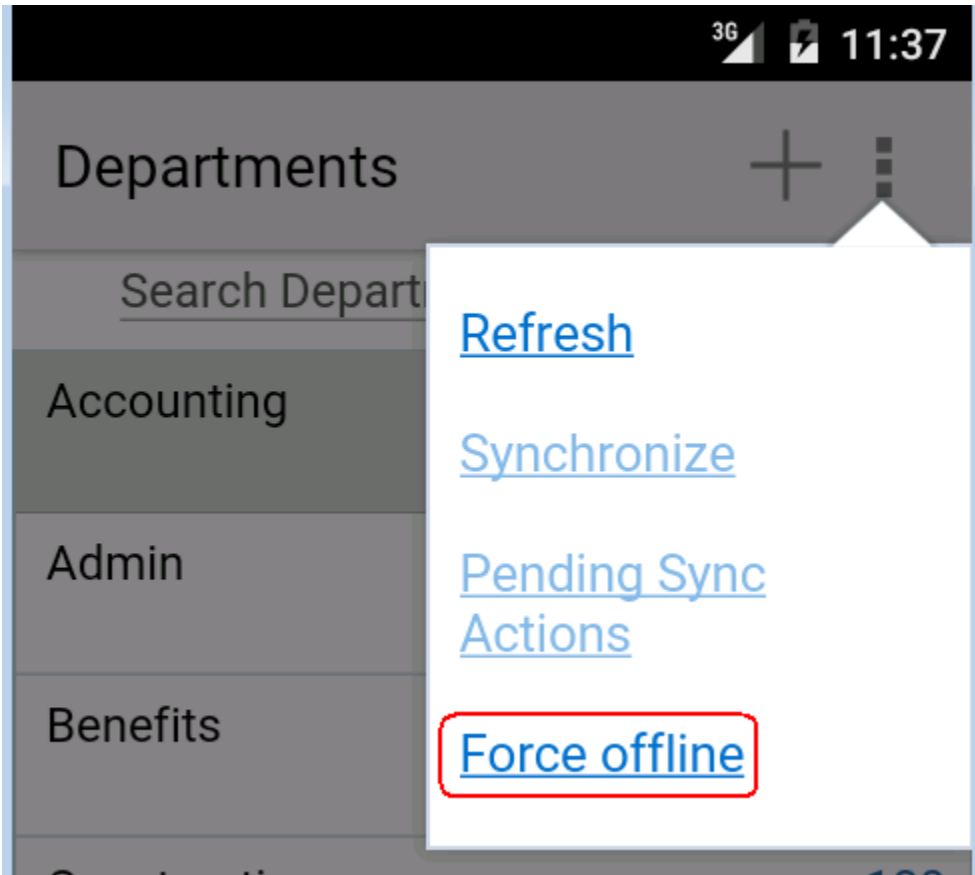 3G 11:37
Departments
Search Depart
Refresh
Accounting
Synchronize
Admin
Pending Sync
Actions
Benefits
Force offline